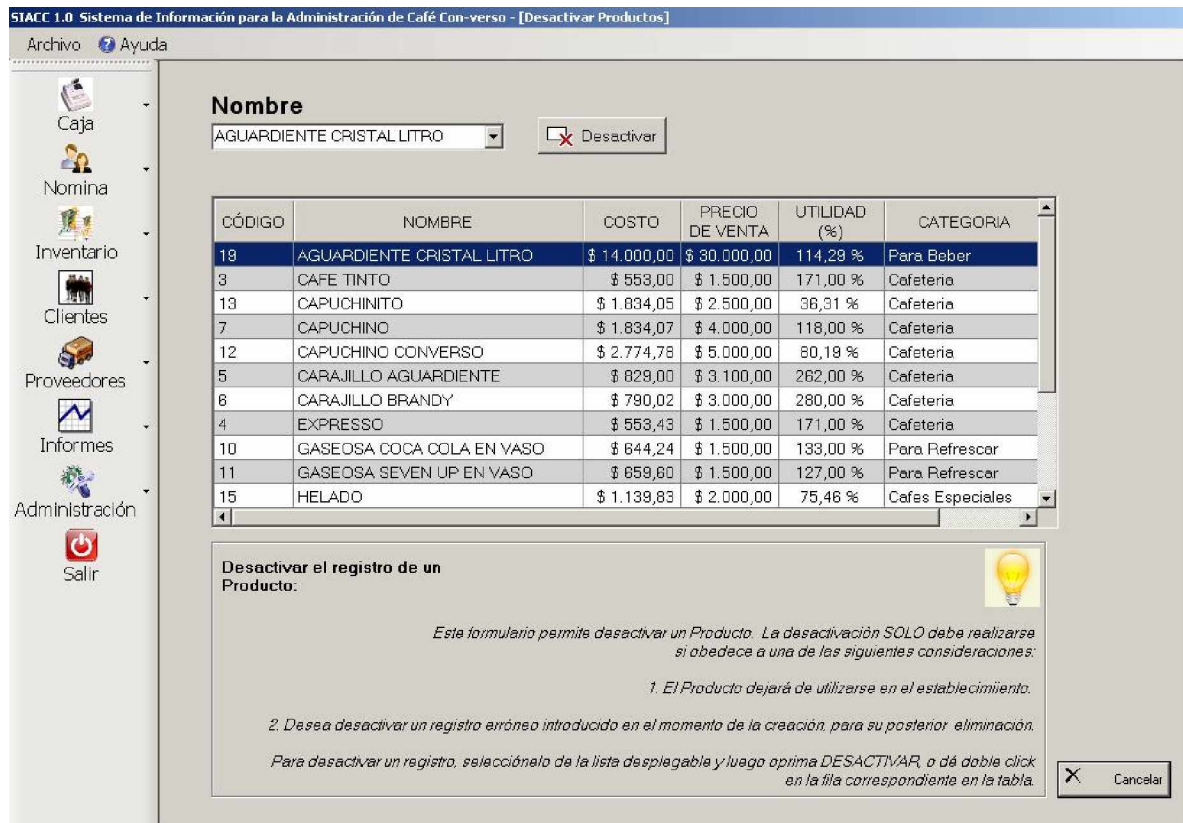 SIACC 1.0 Sistema de Información para la Administración de Café Con-verso - [Desactivar Productos]
Archivo Ayuda
Caja
Nomina
Inventario
Clientes
Proveedores
Informes
Administración
Salir
Nombre
AGUARDIENTE CRISTAL LITRO Desactivar
CÓDIGO NOMBRE COSTO PRECIO DE VENTA UTILIDAD (%) CATEGORIA
19 AGUARDIENTE CRISTAL LITRO $ 14.000,00 $ 30.000,00 114,29 % Para Beber
3 CAFE TINTO $ 553,00 $ 1.500,00 171,00 % Cafeteria
13 CAPUCHINITO $ 1.834,05 $ 2.500,00 36,31 % Cafeteria
7 CAPUCHINO $ 1.834,07 $ 4.000,00 118,00 % Cafeteria
12 CAPUCHINO CONVERSO $ 2.774,78 $ 5.000,00 80,19 % Cafeteria
5 CARAJILLO AGUARDIENTE $ 829,00 $ 3.100,00 262,00 % Cafeteria
6 CARAJILLO BRANDY $ 790,02 $ 3.000,00 280,00 % Cafeteria
4 EXPRESSO $ 553,43 $ 1.500,00 171,00 % Cafeteria
10 GASEOSA COCA COLA EN VASO $ 644,24 $ 1.500,00 133,00 % Para Refrescar
11 GASEOSA SEVEN UP EN VASO $ 659,60 $ 1.500,00 127,00 % Para Refrescar
15 HELADO $ 1.139,83 $ 2.000,00 75,46 % Cafes Especiales
Desactivar el registro de un
Producto:
Este formulario permite desactivar un Producto. La desactivación SOLO debe realizarse
si obedece a una de las siguientes consideraciones:
1. El Producto dejará de utilizarse en el establecimiiento.
2. Desea desactivar un registro erróneo introducido en el momento de la creación, para su posterior eliminación.
Para desactivar un registro, selecciónelo de la lista desplegable y luego oprima DESACTIVAR, o dé doble click
en la fila correspondiente en la tabla.
Cancelar